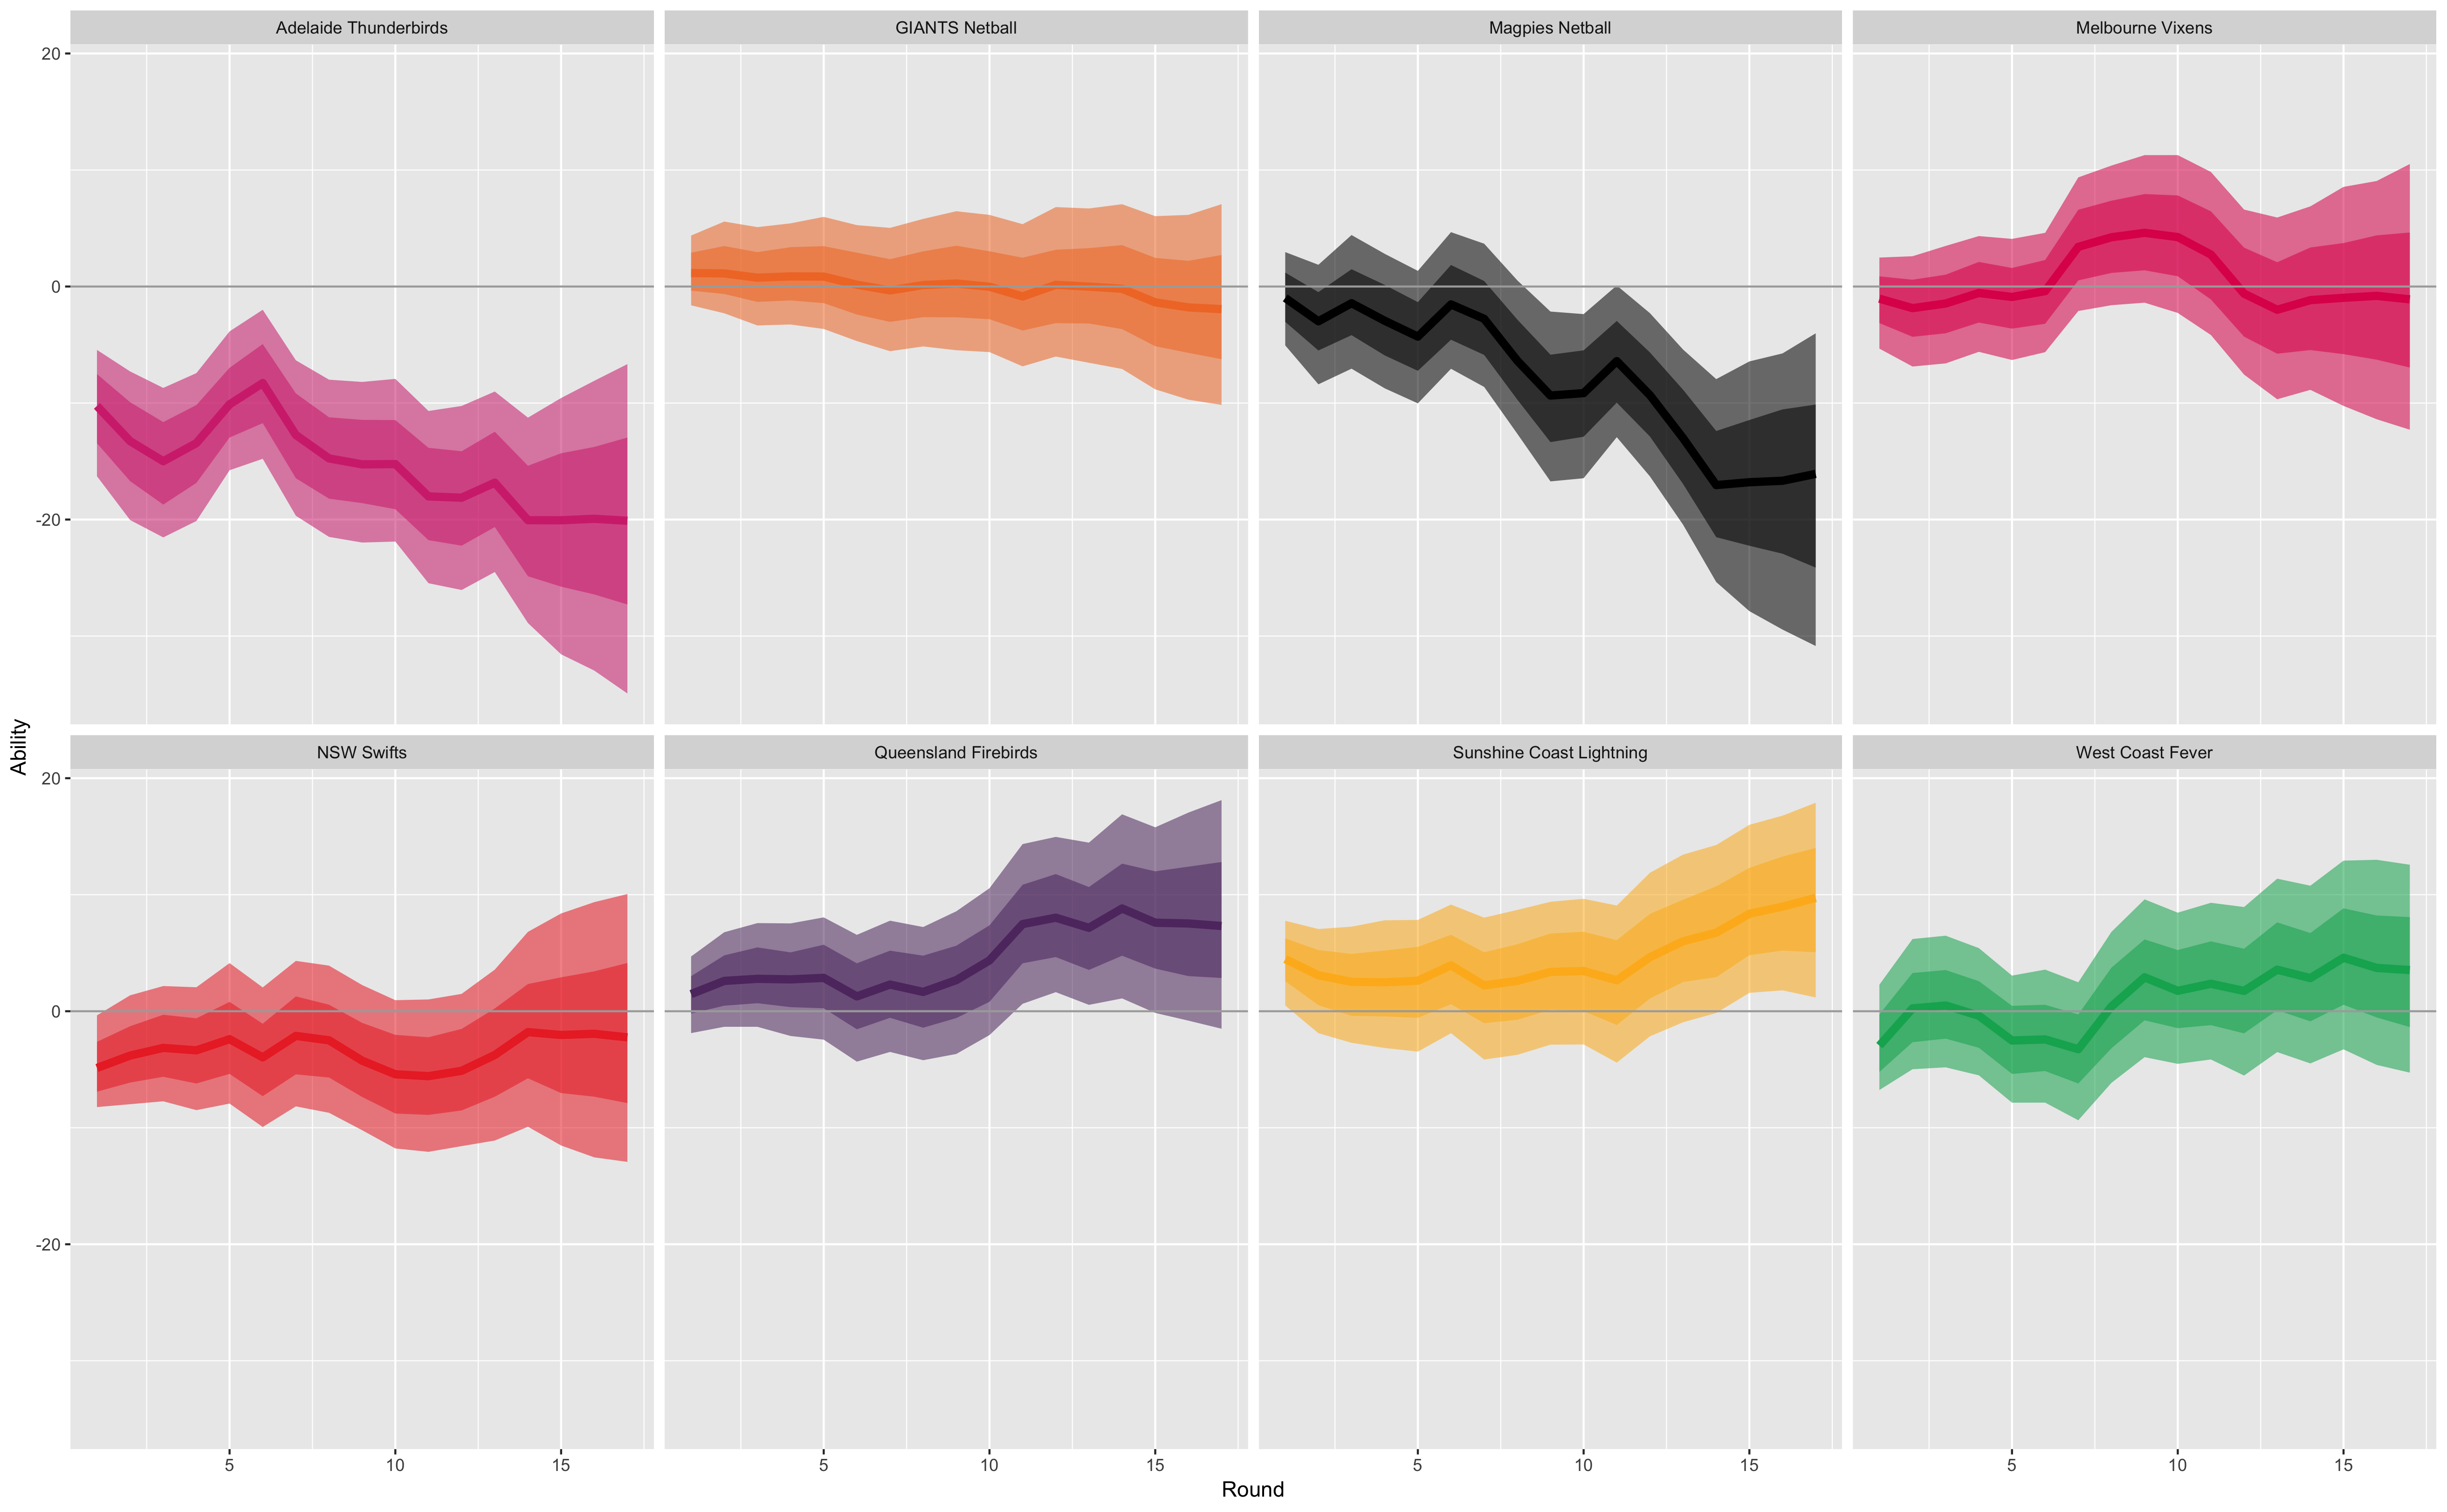 Adelaide Thunderbirds
GIANTS Netball
Magpies Netball
Melbourne Vixens
20
0
-20
NSW Swifts
Queensland Firebirds
Sunshine Coast Lightning
West Coast Fever
20
0
-20
5 10 15
5 10 15
5 10 15
5 10 15
Round
Ability